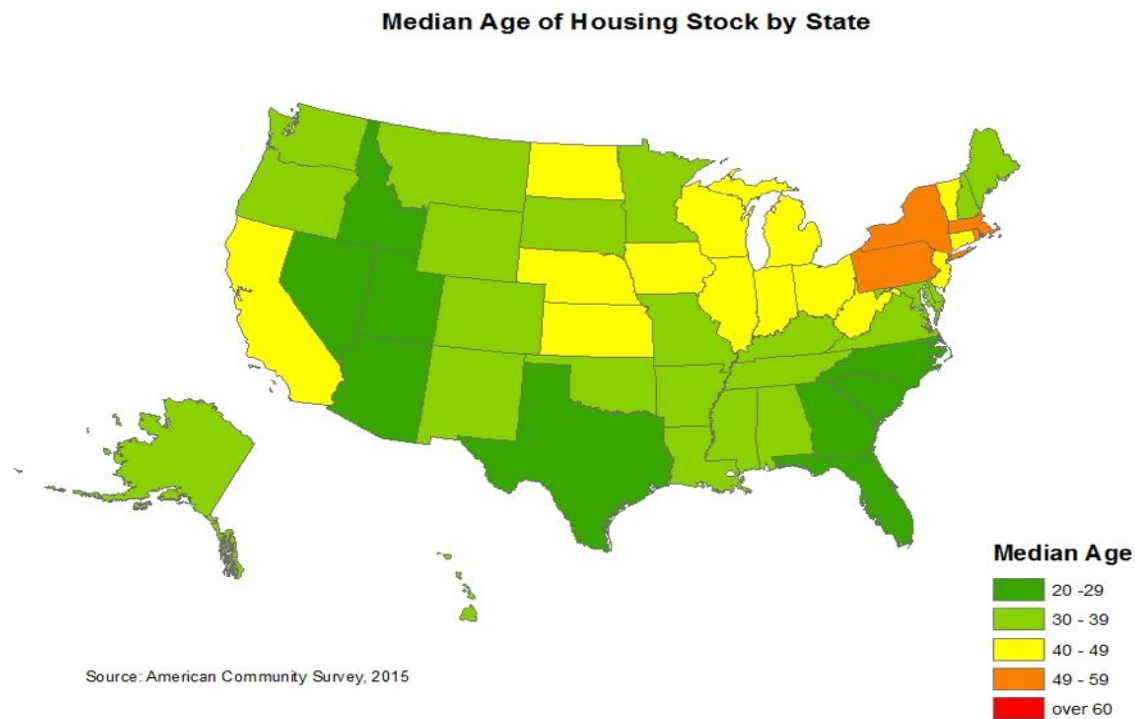 Median Age of Housing Stock by State
Median Age
20 -29
30 - 39
40 - 49
49 - 59
over 60
Source: American Community Survey, 2015